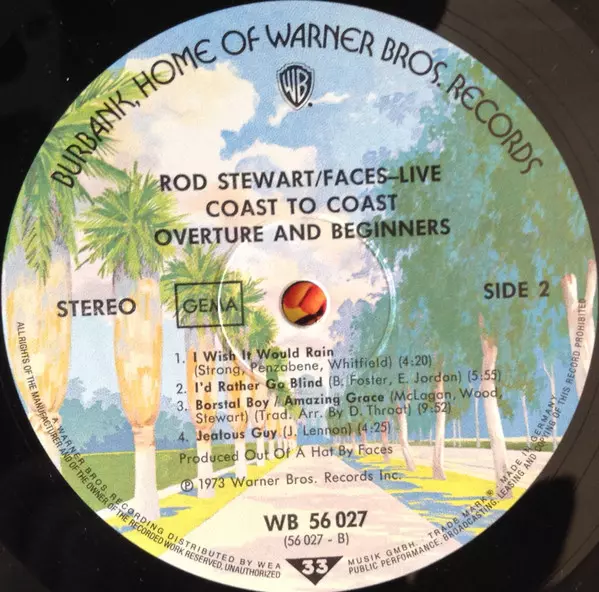 BURBANK, HOME OF WARNER BROS. RECORDS
WB
ROD STEWART/FACES–LIVE
COAST TO COAST
OVERTURE AND BEGINNERS
STEREO
GEMA
SIDE 2
1. I Wish It Would Rain
(Strong, Penzabene, Whitfield) (4:20)
2. I'd Rather Go Blind (B. Foster, E. Jordan) (5:55)
3. Borstal Boy / Amazing Grace (McLagan, Wood,
Stewart) (Trad. Arr. By D. Throat) (9:52)
4. Jealous Guy (J. Lennon) (4:25)
Produced Out Of A Hat By Faces
℗ 1973 Warner Bros. Records Inc.
WB 56 027
(56 027 - B)
33
A WARNER BROS RECORDING DISTRIBUTED BY WEA MUSIK GMBH. TRADE MARK® MADE IN GERMANY
ALL RIGHTS OF THE MANUFACTURER AND OF THE OWNER OF THE RECORDED WORK RESERVED. UNAUTHORIZED PUBLIC PERFORMANCE, BROADCASTING, LEASING AND COPYING OF THIS RECORD PROHIBITED